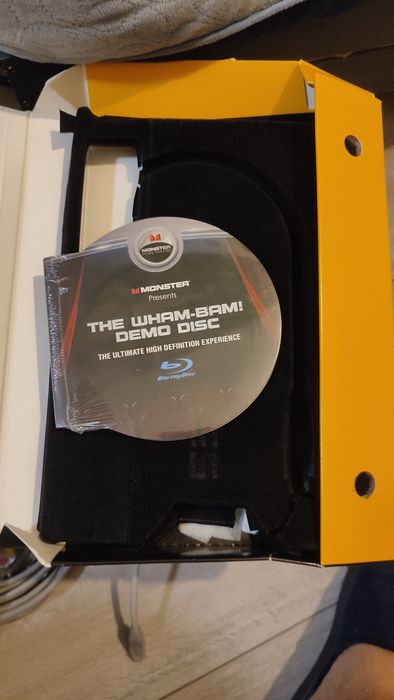 MONSTER
MONSTER
Presents
THE WHAM-BAM!
DEMO DISC
THE ULTIMATE HIGH DEFINITION EXPERIENCE
Blu-ray Disc